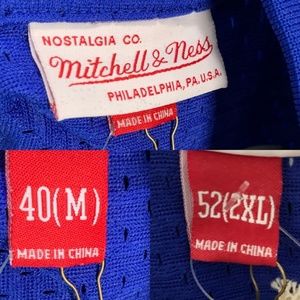 NOSTALGIA CO.
Mitchell & Ness
PHILADELPHIA, PA. U.S.A.
MADE IN CHINA
40(M)
MADE IN CHINA
52(2XL)
MADE IN CHINA